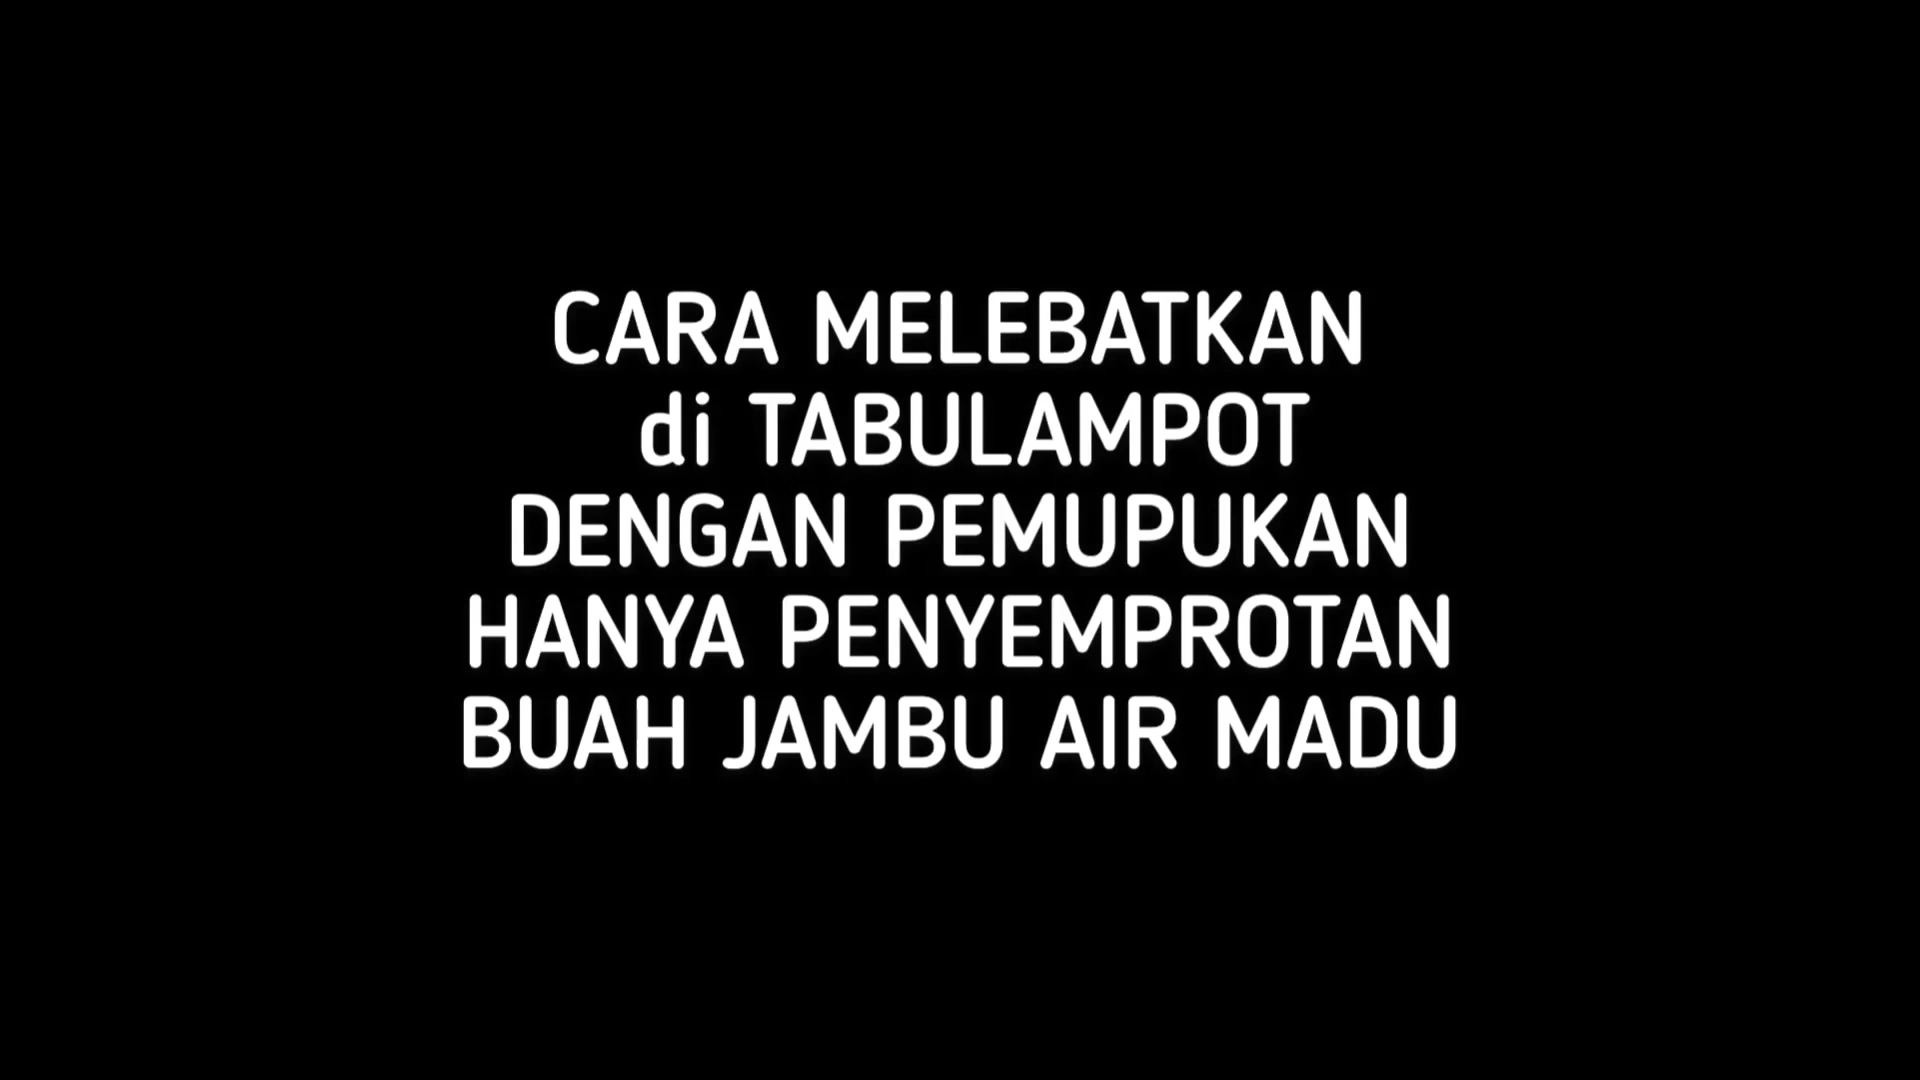 CARA MELEBATKAN
di TABULAMPOT
DENGAN PEMUPUKAN
HANYA PENYEMPROTAN
BUAH JAMBU AIR MADU